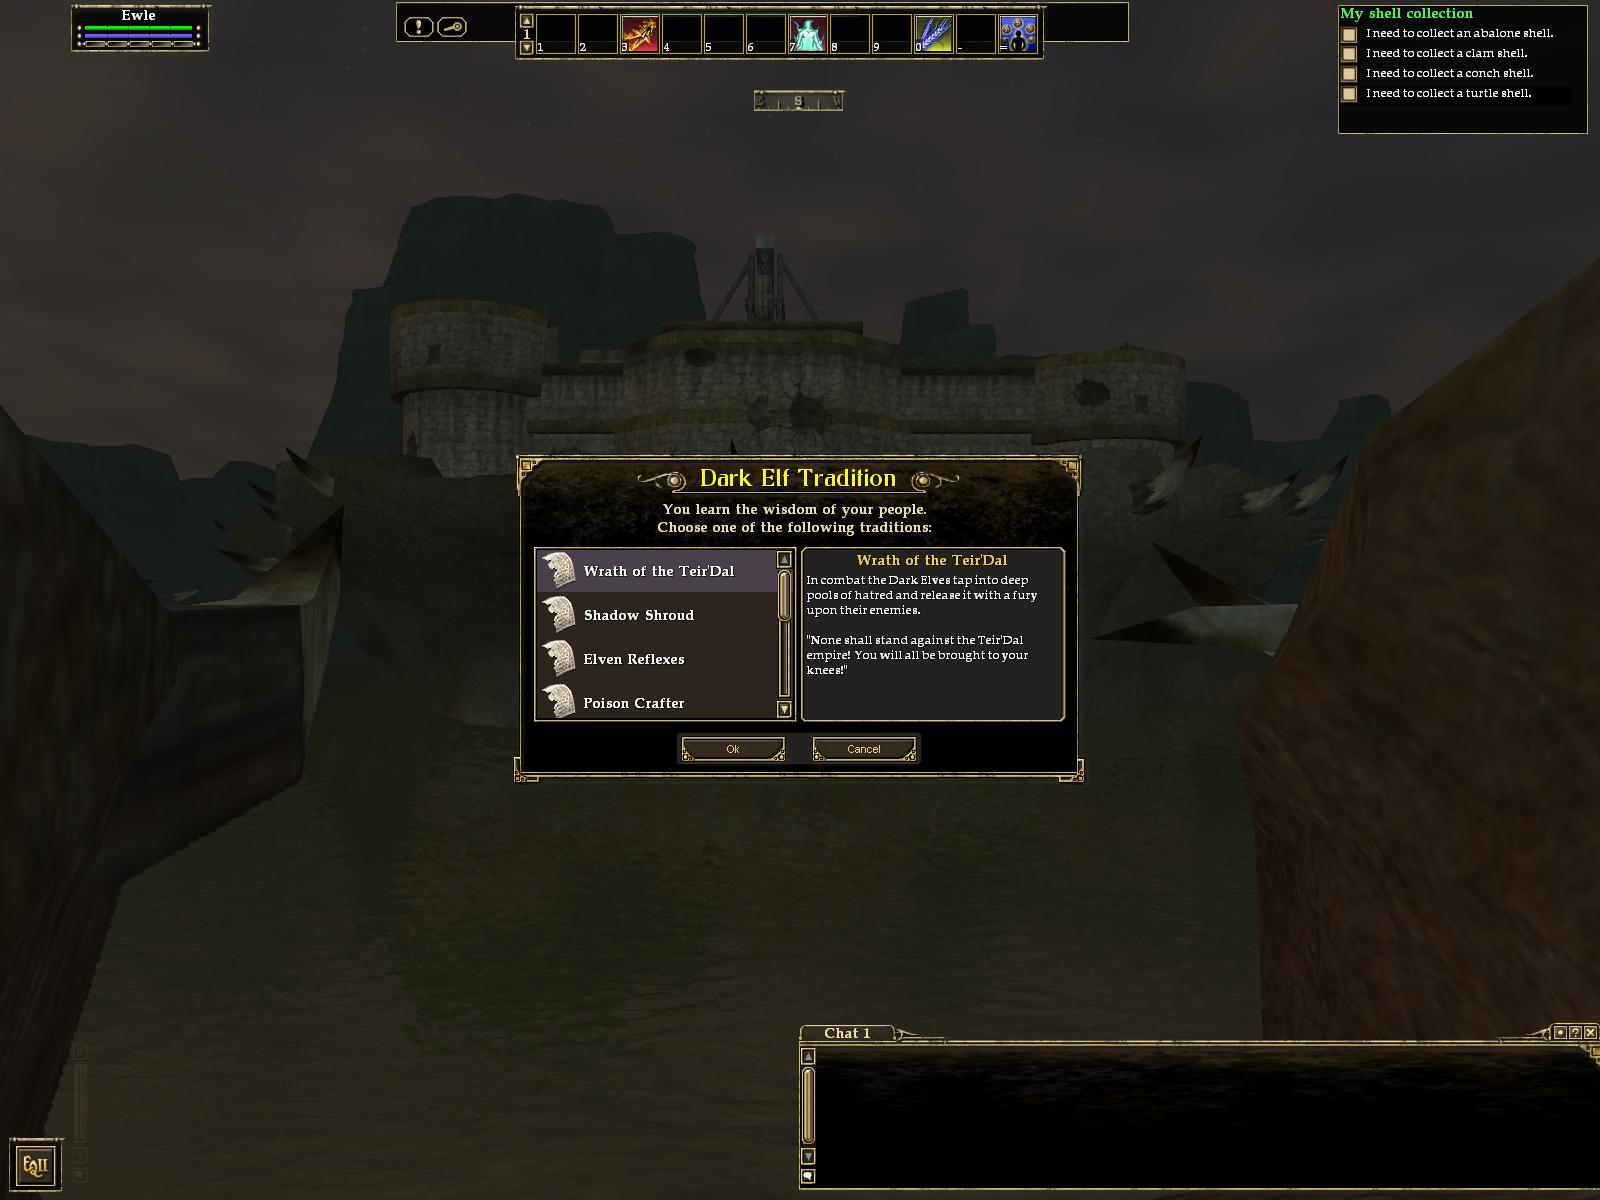 Ewle
1
1
2
3
4
5
6
7
8
9
0
-
=
E S W
My shell collection
I need to collect an abalone shell.
I need to collect a clam shell.
I need to collect a conch shell.
I need to collect a turtle shell.
Dark Elf Tradition
You learn the wisdom of your people.
Choose one of the following traditions:
Wrath of the Teir'Dal
Shadow Shroud
Elven Reflexes
Poison Crafter
Wrath of the Teir'Dal
In combat the Dark Elves tap into deep
pools of hatred and release it with a fury
upon their enemies.
"None shall stand against the Teir'Dal
empire! You will all be brought to your
knees!"
Ok
Cancel
Chat 1
?
EQII